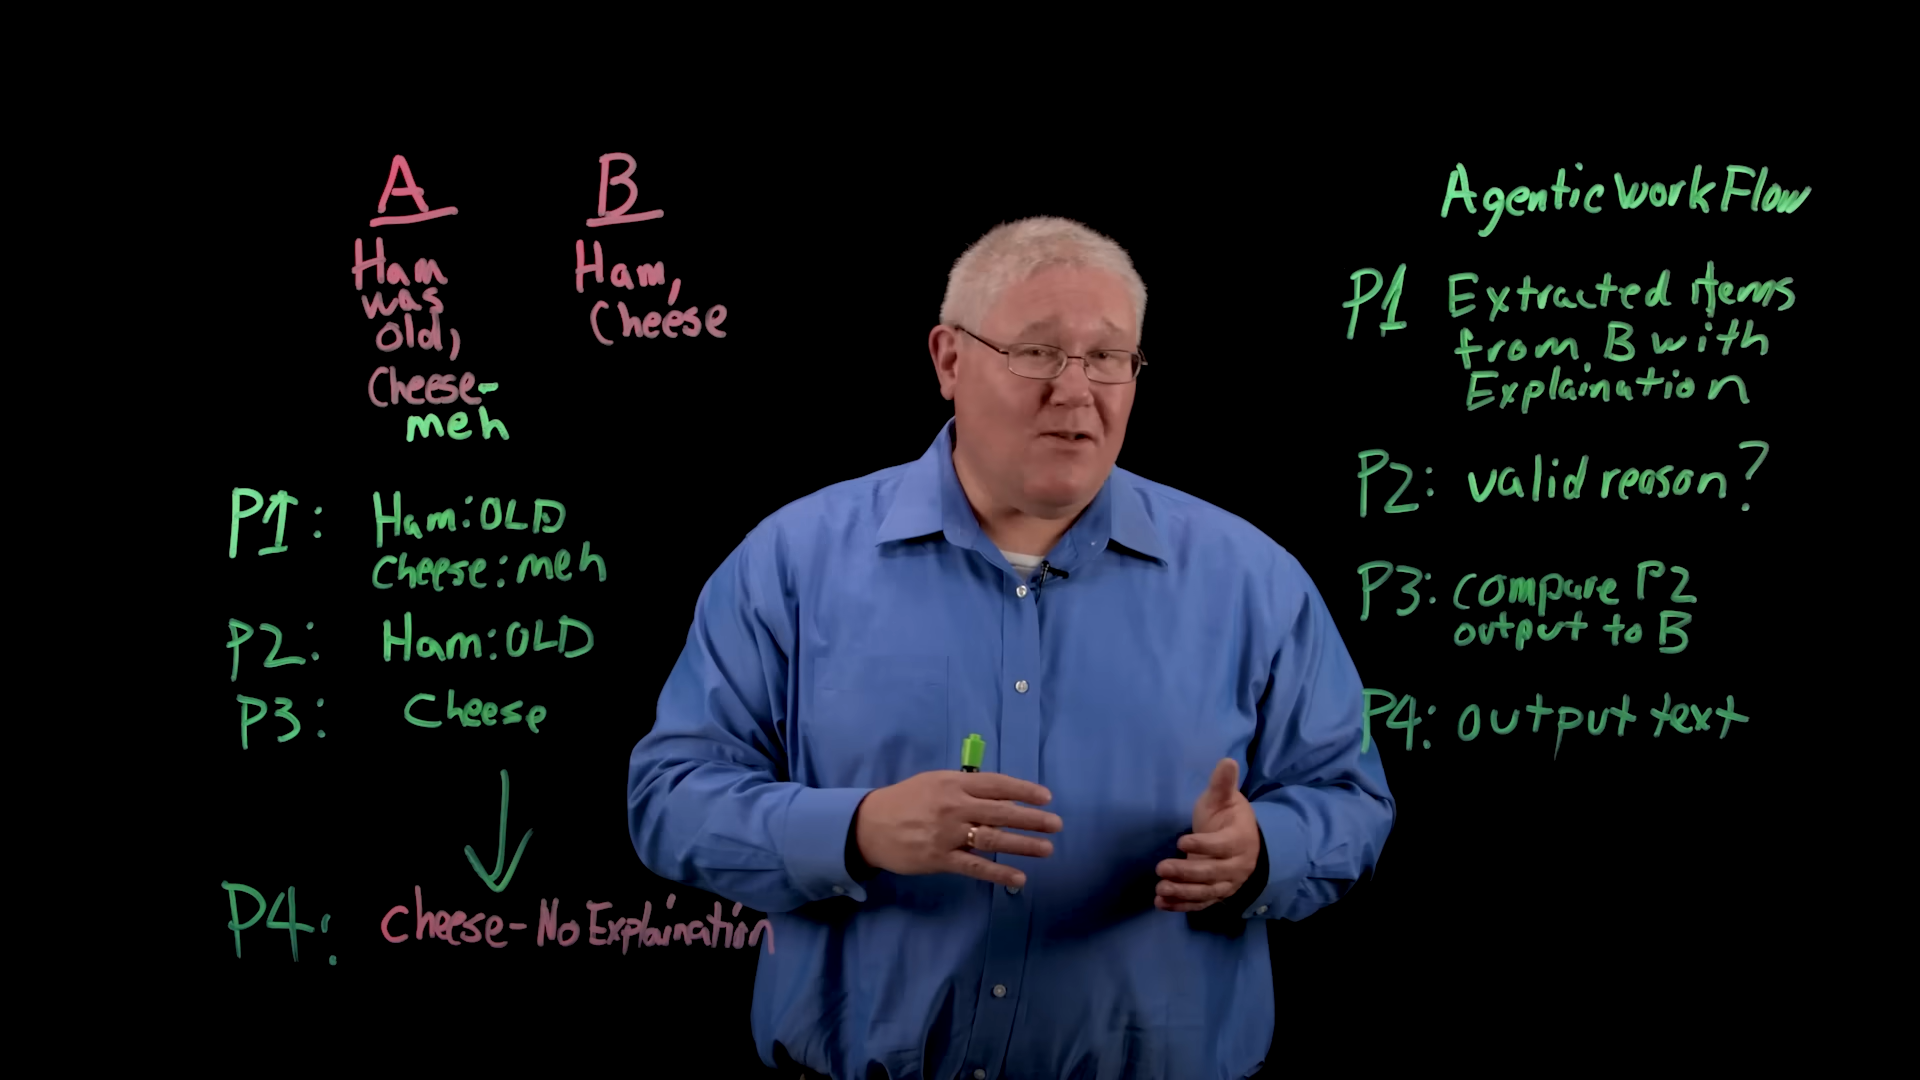 A
Ham
was
old,
Cheese-
meh
B
Ham,
Cheese
P1: Ham:OLD
Cheese:meh
P2: Ham:OLD
P3: Cheese
P4: Cheese-No Explaination
Agentic workFlow
P1 Extracted items
from B with
Explaination
P2: valid reason?
P3: compare P2
output to B
P4: output text